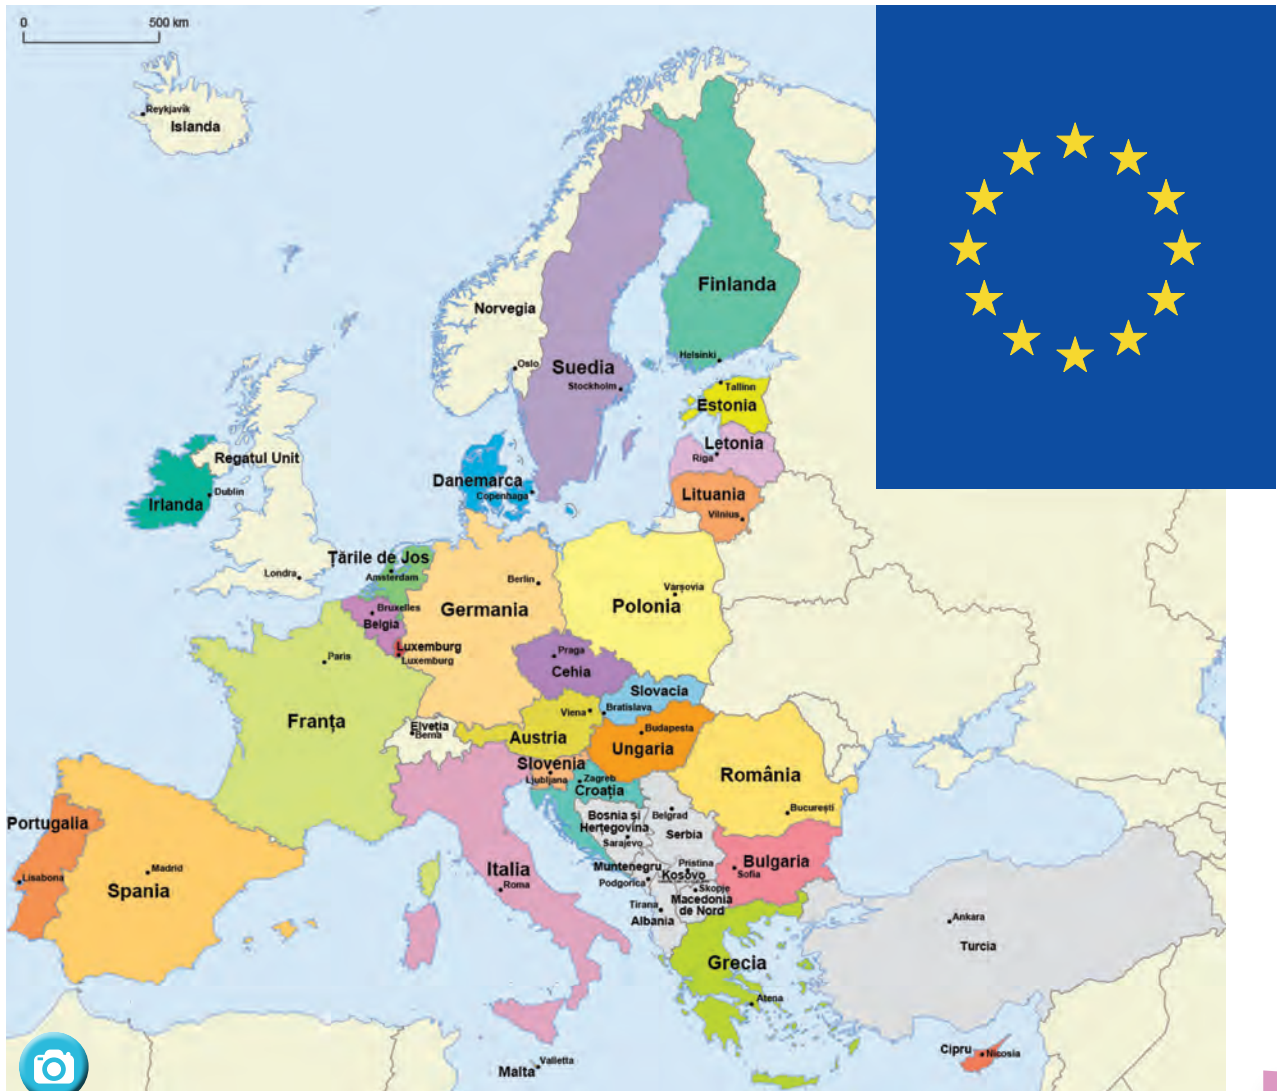 0 500 km
Reykjavik
Islanda
Norvegia
Finlanda
Oslo
Suedia
Stockholm
Helsinki
Tallinn
Estonia
Letonia
Riga
Regatul Unit
Danemarca
Copenhaga
Lituania
Vilnius
Dublin
Irlanda
Țările de Jos
Amsterdam
Londra
Berlin
Germania
Varșovia
Polonia
Bruxelles
Belgia
Luxemburg
Luxemburg
Paris
Praga
Cehia
Slovacia
Bratislava
Viena
Franța
Elveția
Berna
Austria
Budapesta
Ungaria
Slovenia
Ljubljana
Zagreb
Croația
România
București
Bosnia și
Herțegovina
Sarajevo
Belgrad
Serbia
Portugalia
Lisabona
Madrid
Spania
Italia
Roma
Muntenegru
Podgorica
Pristina
Kosovo
Bulgaria
Sofia
Skopje
Macedonia
de Nord
Tirana
Albania
Ankara
Turcia
Grecia
Atena
Cipru
Nicosia
Malta
Valletta